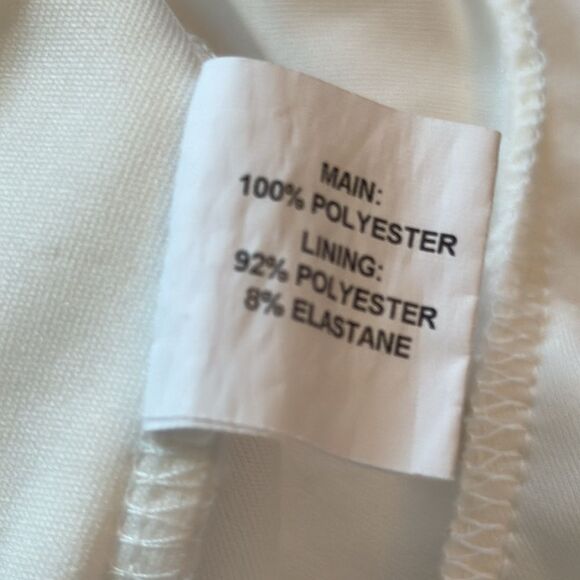 MAIN:
100% POLYESTER
LINING:
92% POLYESTER
8% ELASTANE